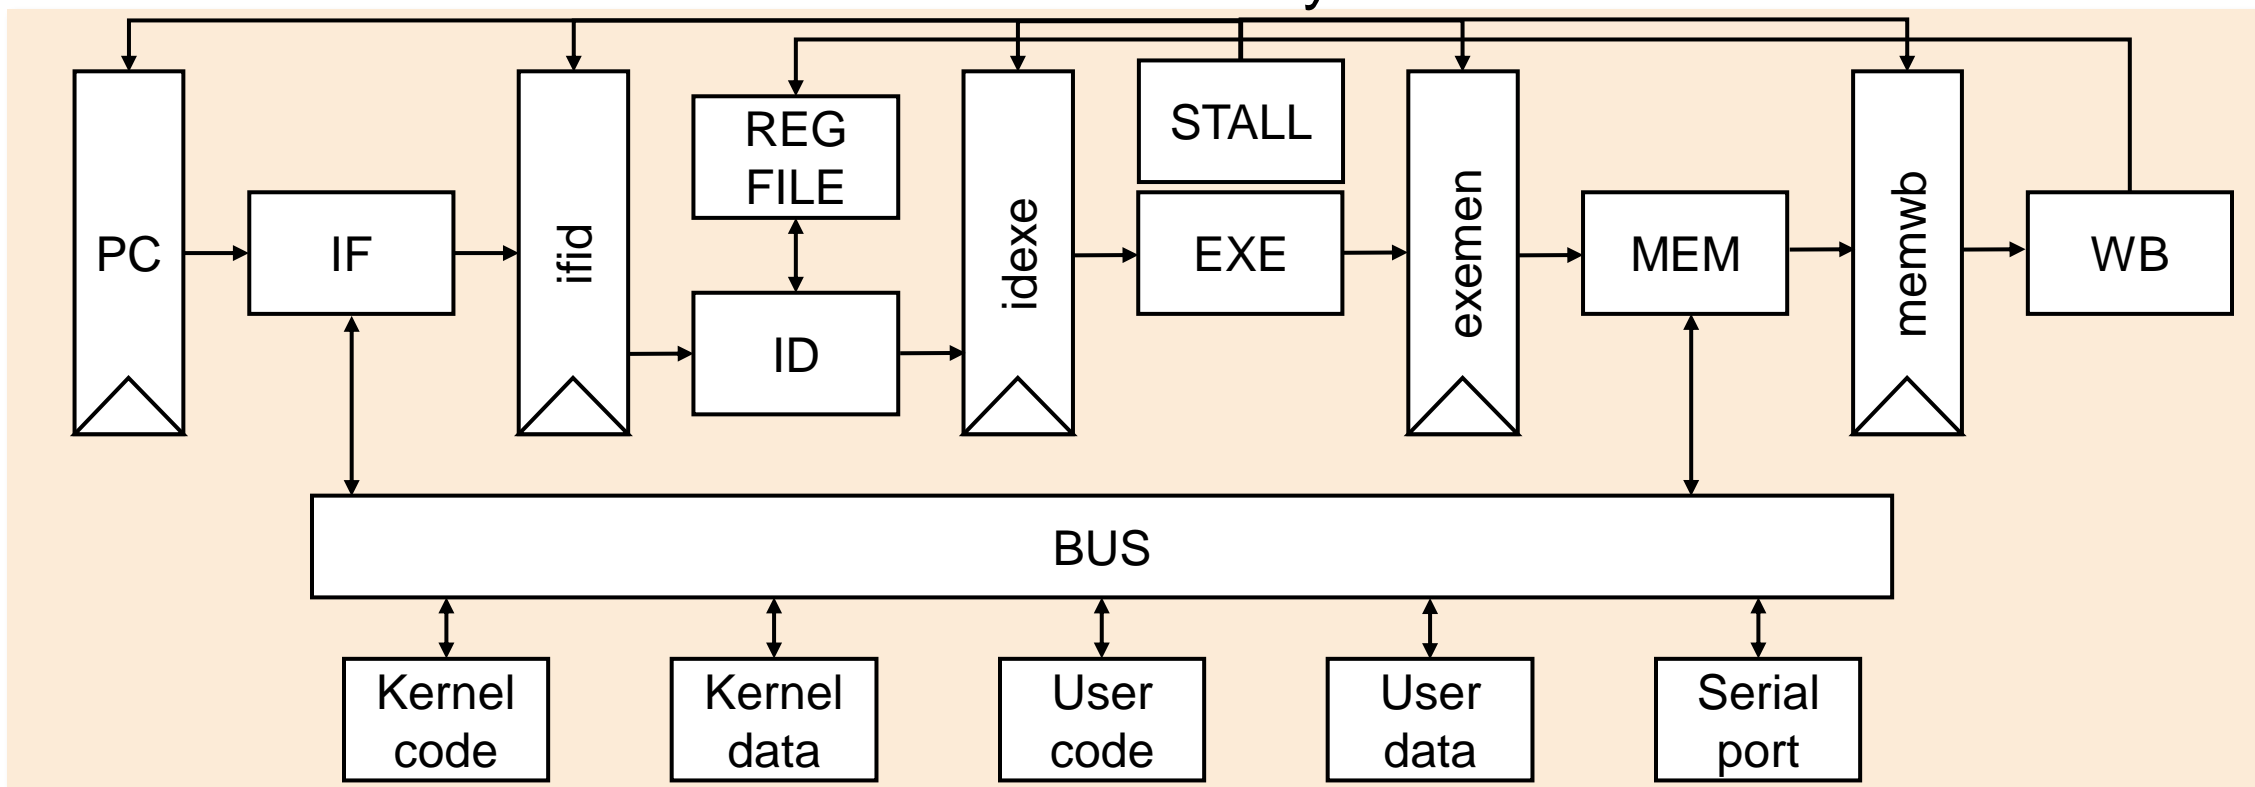 REG
FILE
STALL
PC
IF
ifid
ID
idexe
EXE
exemen
MEM
memwb
WB
BUS
Kernel
code
Kernel
data
User
code
User
data
Serial
port